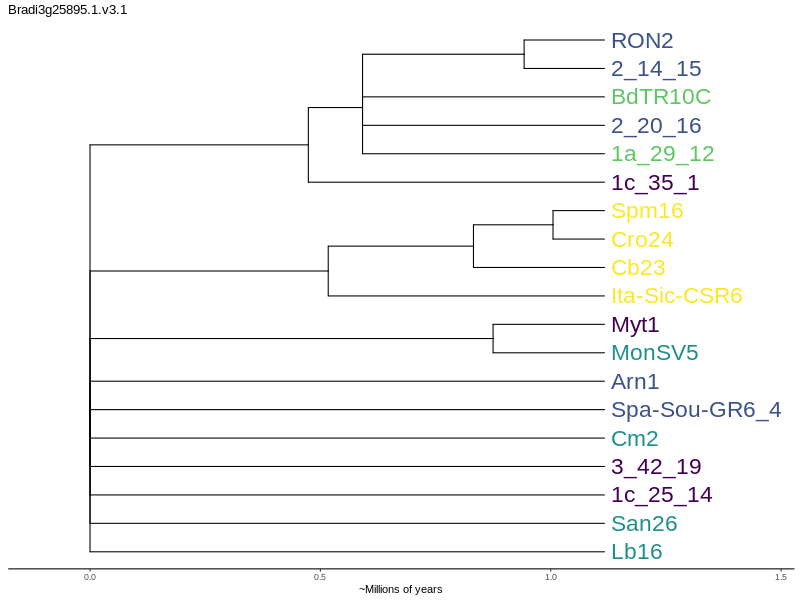 Bradi3g25895.1.v3.1
RON2
2_14_15
BdTR10C
2_20_16
1a_29_12
1c_35_1
Spm16
Cro24
Cb23
Ita-Sic-CSR6
Myt1
MonSV5
Arn1
Spa-Sou-GR6_4
Cm2
3_42_19
1c_25_14
San26
Lb16
0.0 0.5 1.0 1.5
~Millions of years